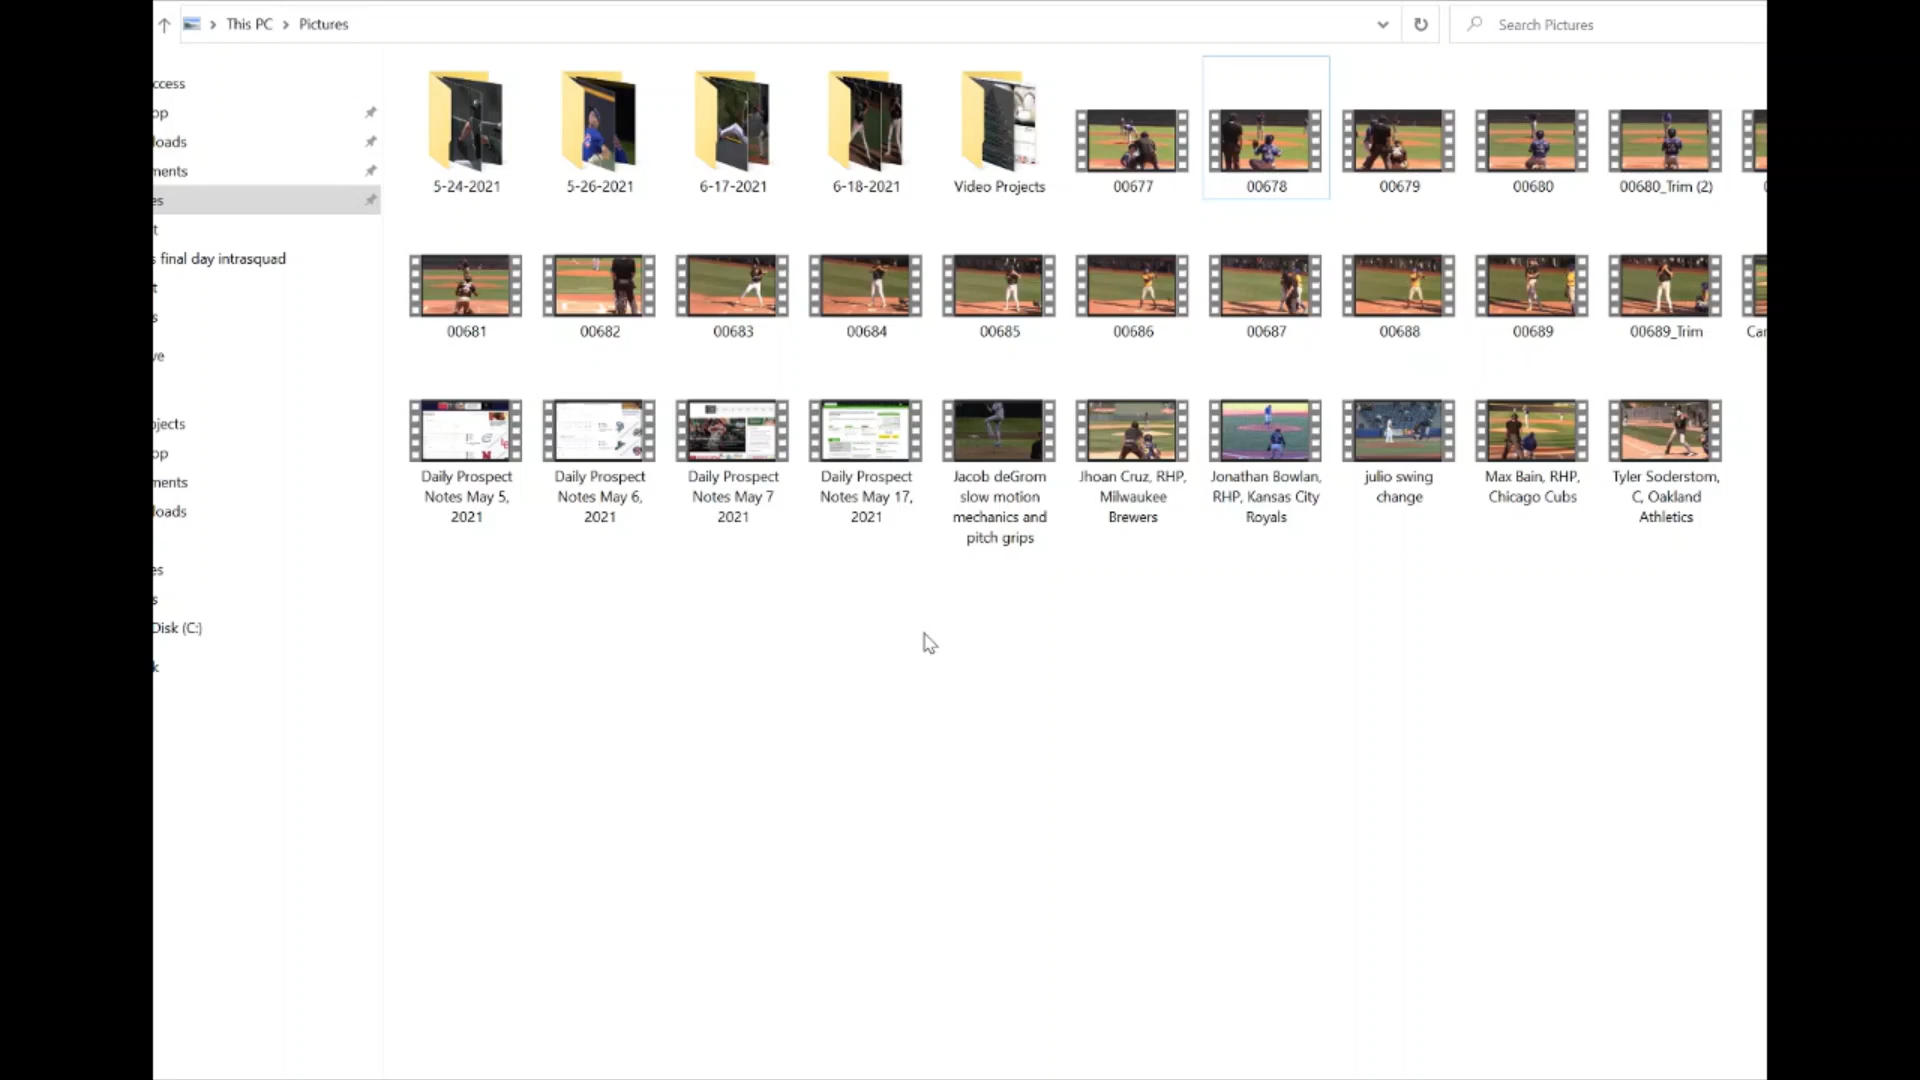 This PC > Pictures
Search Pictures
ccess
op
loads
ments
es
t
s final day intrasquad
t
s
ve
ojects
op
ments
loads
es
s
Disk (C:)
k
5-24-2021
5-26-2021
6-17-2021
6-18-2021
Video Projects
00677
00678
00679
00680
00680_Trim (2)
00681
00682
00683
00684
00685
00686
00687
00688
00689
00689_Trim
Car
Daily Prospect
Notes May 5,
2021
Daily Prospect
Notes May 6,
2021
Daily Prospect
Notes May 7
2021
Daily Prospect
Notes May 17,
2021
Jacob deGrom
slow motion
mechanics and
pitch grips
Jhoan Cruz, RHP,
Milwaukee
Brewers
Jonathan Bowlan,
RHP, Kansas City
Royals
julio swing
change
Max Bain, RHP,
Chicago Cubs
Tyler Soderstom,
C, Oakland
Athletics